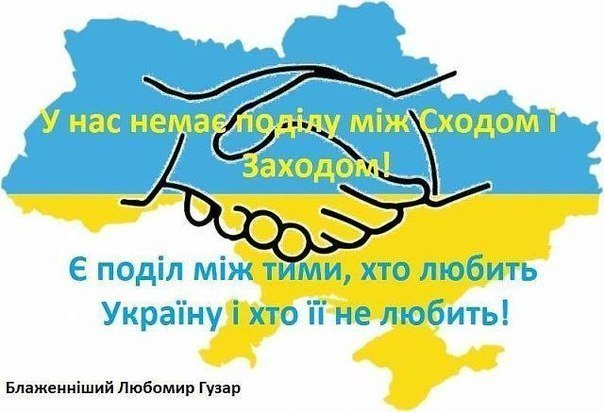 У нас немає поділу між Сходом і
Заходом!
Є поділ між тими, хто любить
Україну і хто її не любить!
Блаженніший Любомир Гузар